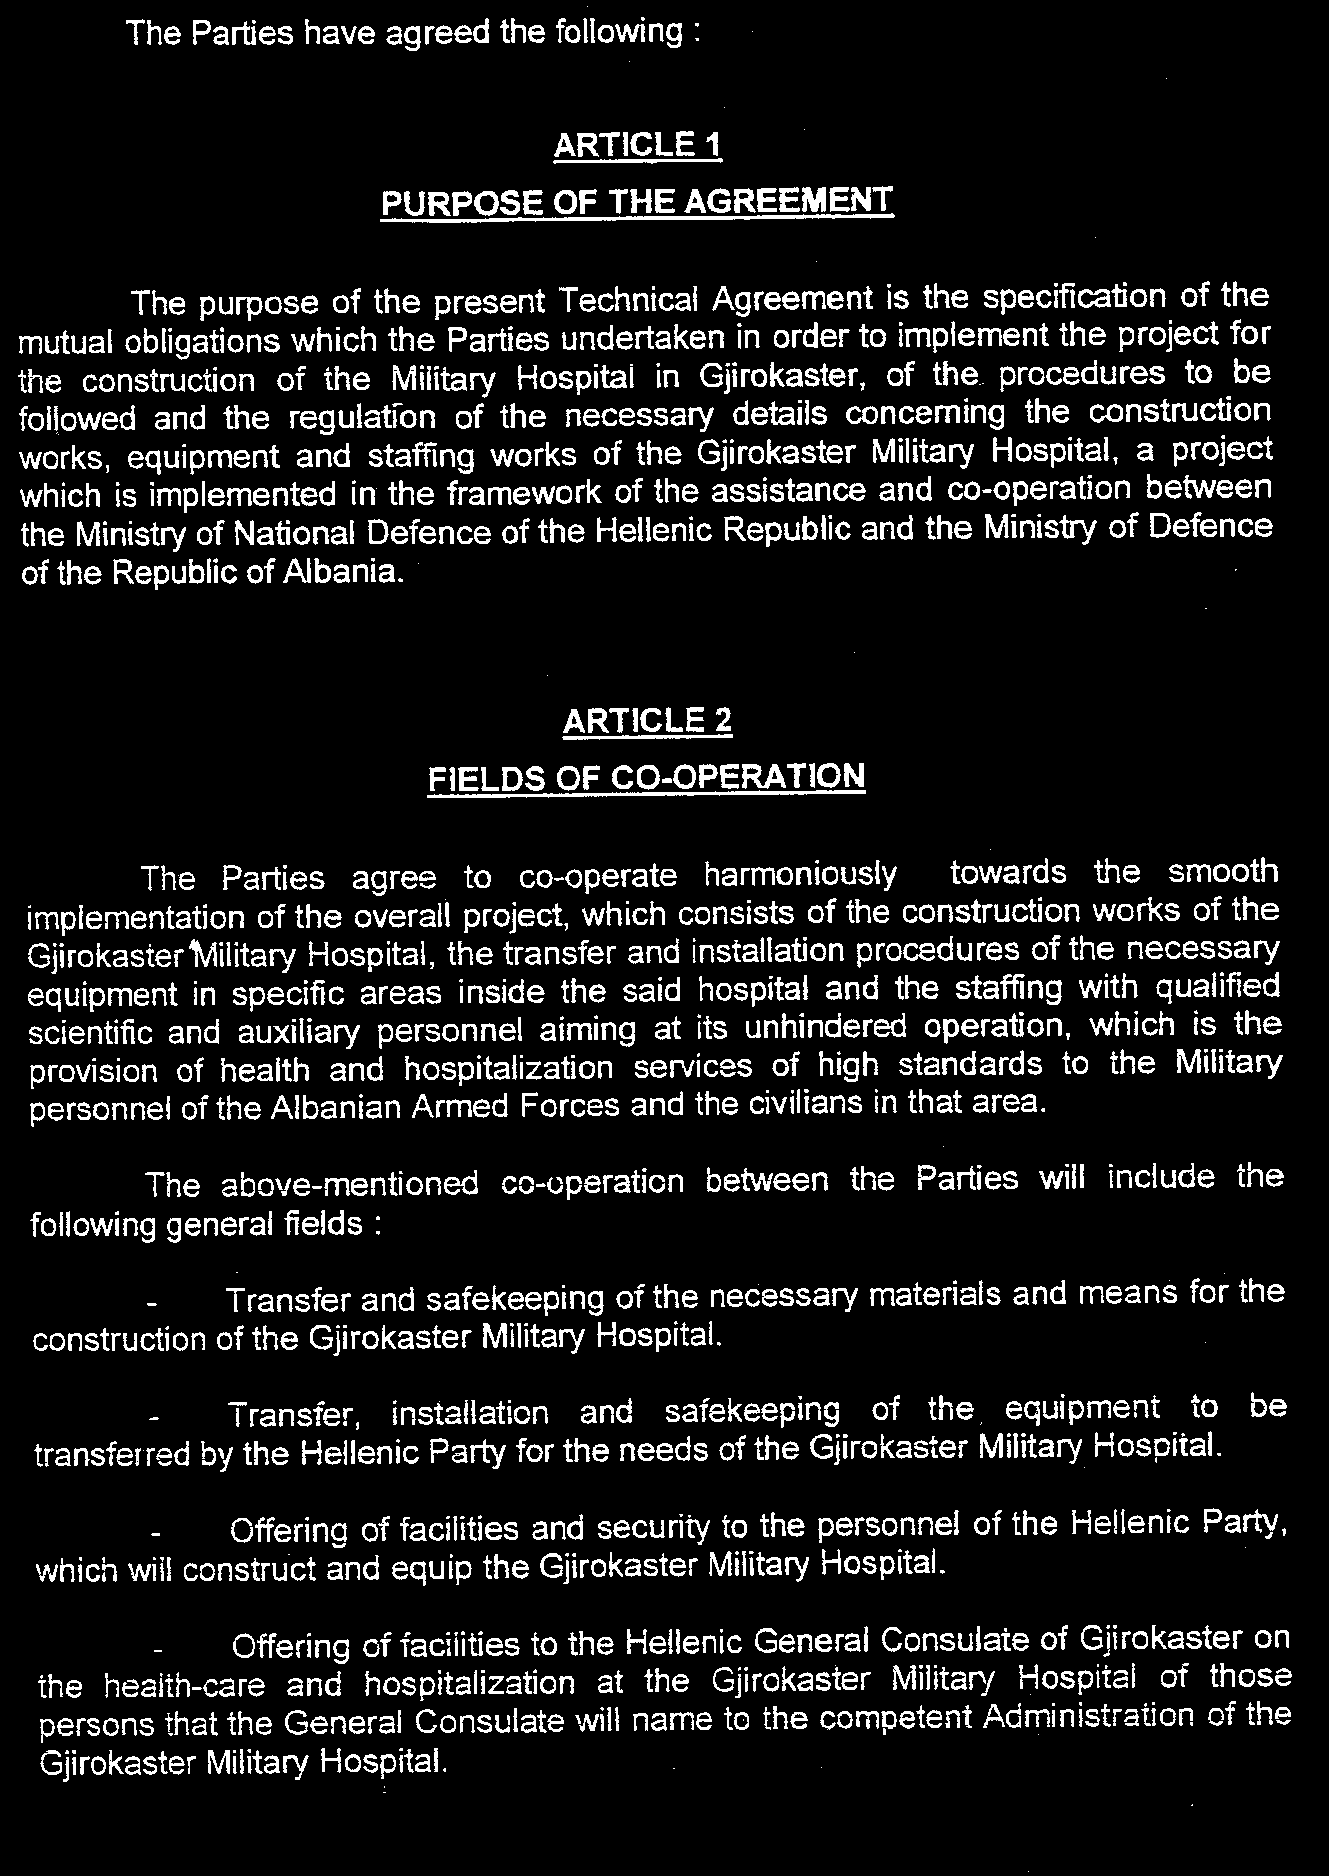 The Parties have agreed the following :
ARTICLE 1
PURPOSE OF THE AGREEMENT
The purpose of the present Technical Agreement is the specification of the
mutual obligations which the Parties undertaken in order to implement the project for
the construction of the Military Hospital in Gjirokaster, of the procedures to be
followed and the regulation of the necessary details concerning the construction
works, equipment and staffing works of the Gjirokaster Military Hospital, a project
which is implemented in the framework of the assistance and co-operation between
the Ministry of National Defence of the Hellenic Republic and the Ministry of Defence
of the Republic of Albania.
ARTICLE 2
FIELDS OF CO-OPERATION
The Parties agree to co-operate harmoniously towards the smooth
implementation of the overall project, which consists of the construction works of the
Gjirokaster Military Hospital, the transfer and installation procedures of the necessary
equipment in specific areas inside the said hospital and the staffing with qualified
scientific and auxiliary personnel aiming at its unhindered operation, which is the
provision of health and hospitalization services of high standards to the Military
personnel of the Albanian Armed Forces and the civilians in that area.
The above-mentioned co-operation between the Parties will include the
following general fields :
- Transfer and safekeeping of the necessary materials and means for the
construction of the Gjirokaster Military Hospital.
- Transfer, installation and safekeeping of the equipment to be
transferred by the Hellenic Party for the needs of the Gjirokaster Military Hospital.
- Offering of facilities and security to the personnel of the Hellenic Party,
which will construct and equip the Gjirokaster Military Hospital.
- Offering of facilities to the Hellenic General Consulate of Gjirokaster on
the health-care and hospitalization at the Gjirokaster Military Hospital of those
persons that the General Consulate will name to the competent Administration of the
Gjirokaster Military Hospital.